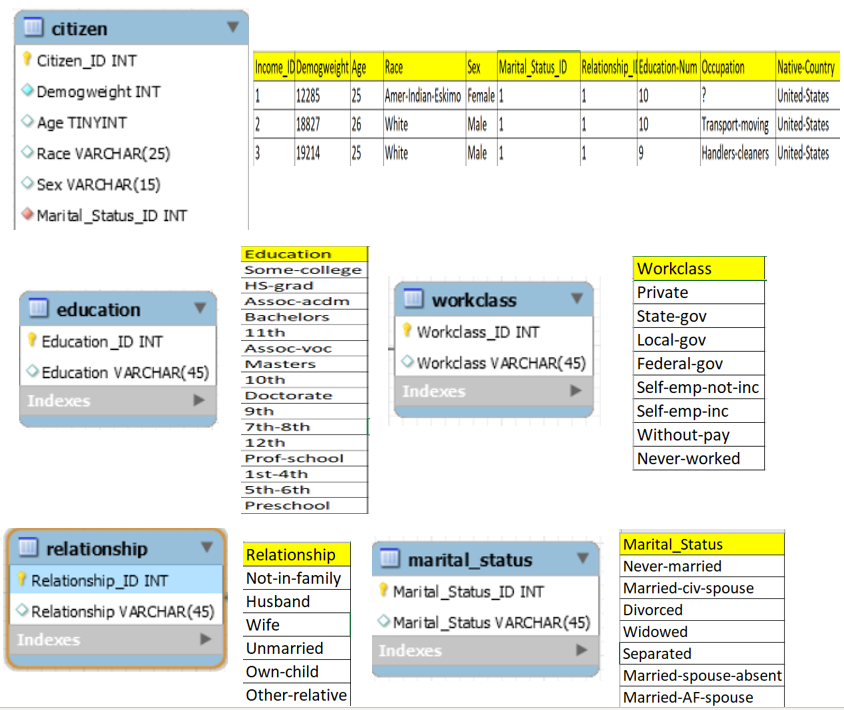 citizen
Citizen_ID INT
Demogweight INT
Age TINYINT
Race VARCHAR(25)
Sex VARCHAR(15)
Marital_Status_ID INT
Income_ID Demogweight Age Race Sex Marital_Status_ID Relationship_I Education-Num Occupation Native-Country
1 12285 25 Amer-Indian-Eskimo Female 1 1 10 ? United-States
2 18827 26 White Male 1 1 10 Transport-moving United-States
3 19214 25 White Male 1 1 9 Handlers-cleaners United-States
education
Education_ID INT
Education VARCHAR(45)
Indexes
Education
Some-college
HS-grad
Assoc-acdm
Bachelors
11th
Assoc-voc
Masters
10th
Doctorate
9th
7th-8th
12th
Prof-school
1st-4th
5th-6th
Preschool
workclass
Workclass_ID INT
Workclass VARCHAR(45)
Indexes
Workclass
Private
State-gov
Local-gov
Federal-gov
Self-emp-not-inc
Self-emp-inc
Without-pay
Never-worked
relationship
Relationship_ID INT
Relationship VARCHAR(45)
Indexes
Relationship
Not-in-family
Husband
Wife
Unmarried
Own-child
Other-relative
marital_status
Marital_Status_ID INT
Marital_Status VARCHAR(45)
Indexes
Marital_Status
Never-married
Married-civ-spouse
Divorced
Widowed
Separated
Married-spouse-absent
Married-AF-spouse